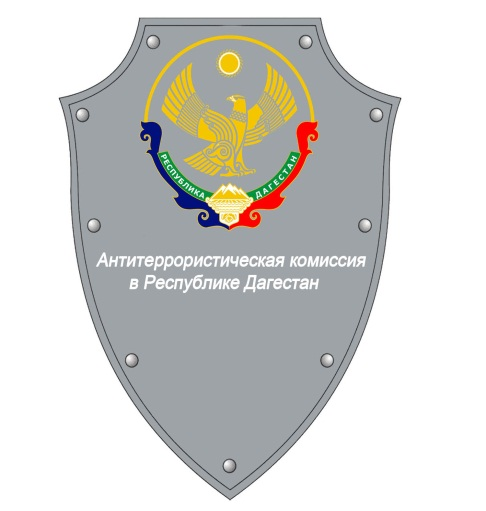 РЕСПУБЛИКА ДАГЕСТАН
Антитеррористическая комиссия
в Республике Дагестан